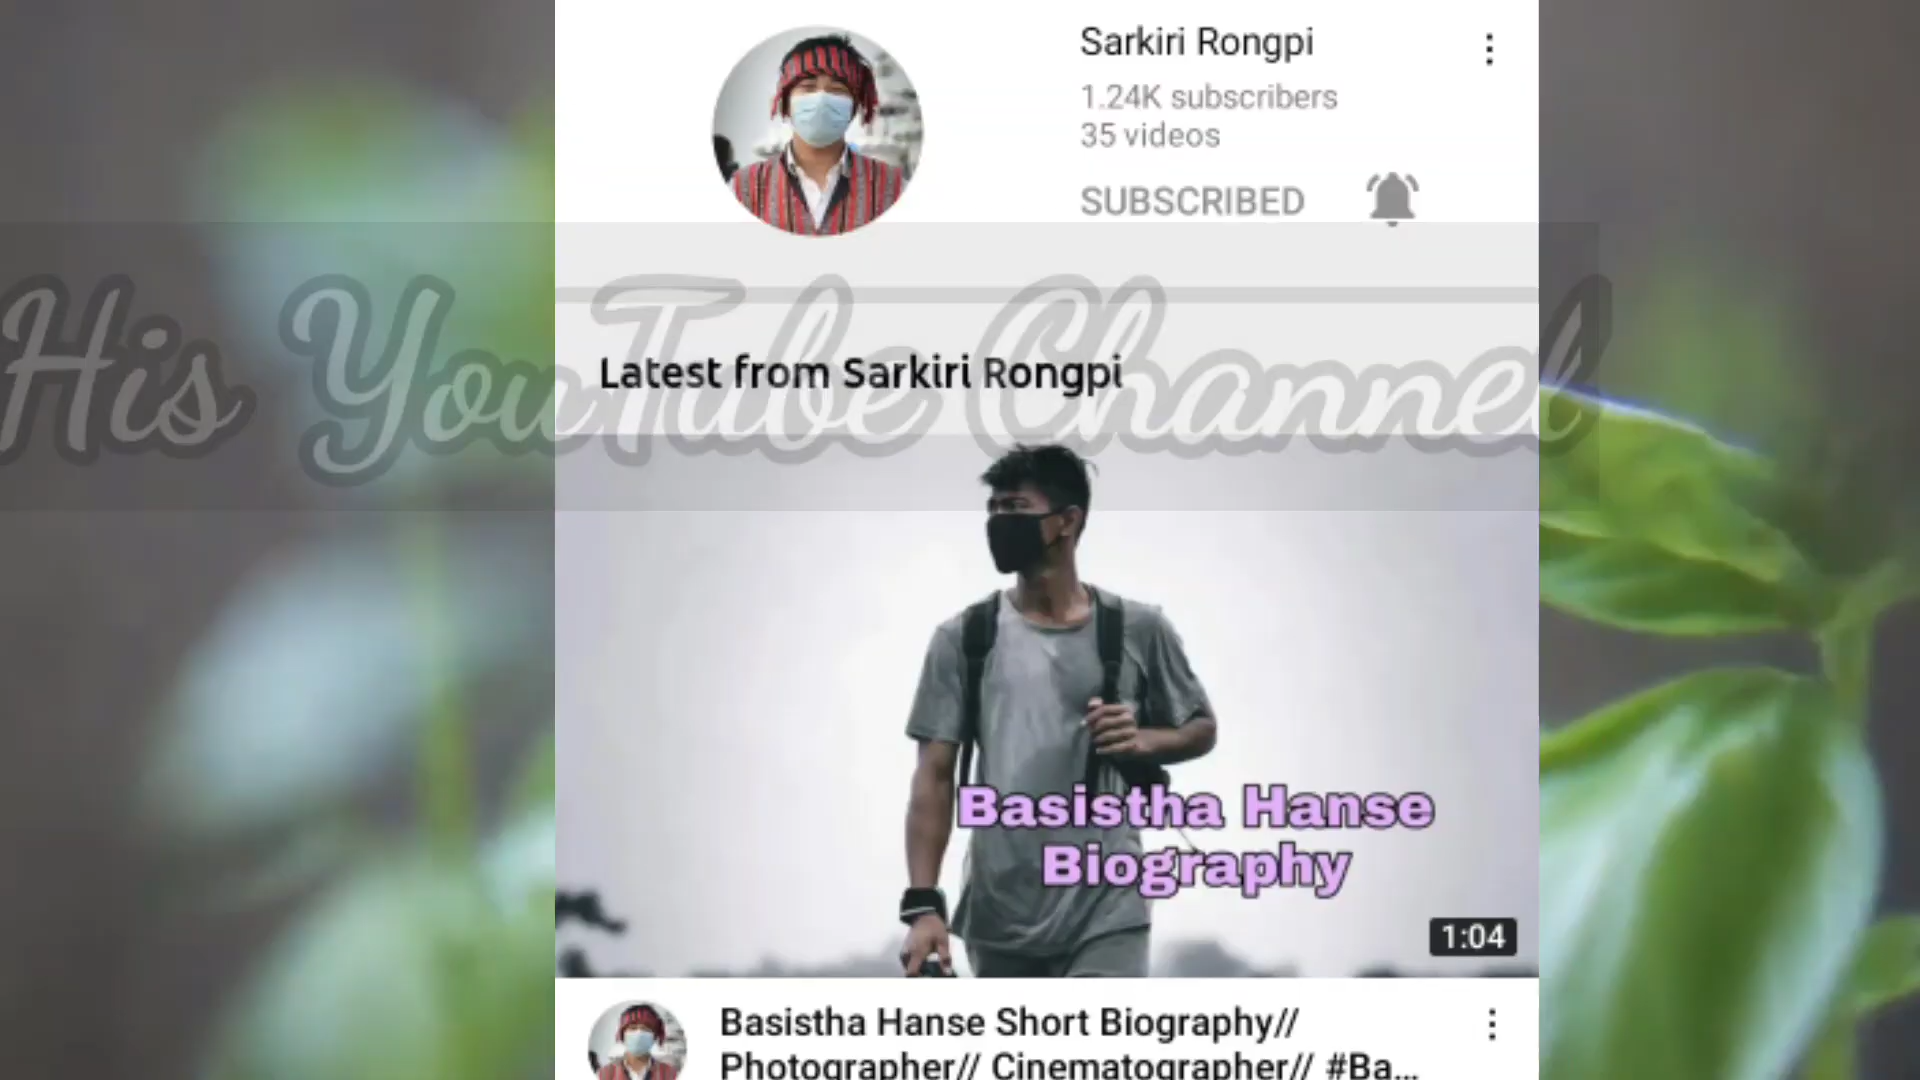 Sarkiri Rongpi
1.24K subscribers
35 videos
SUBSCRIBED
His YouTube Channel
Latest from Sarkiri Rongpi
Basistha Hanse
Biography
1:04
Basistha Hanse Short Biography//
Photographer// Cinematographer// #Ba...